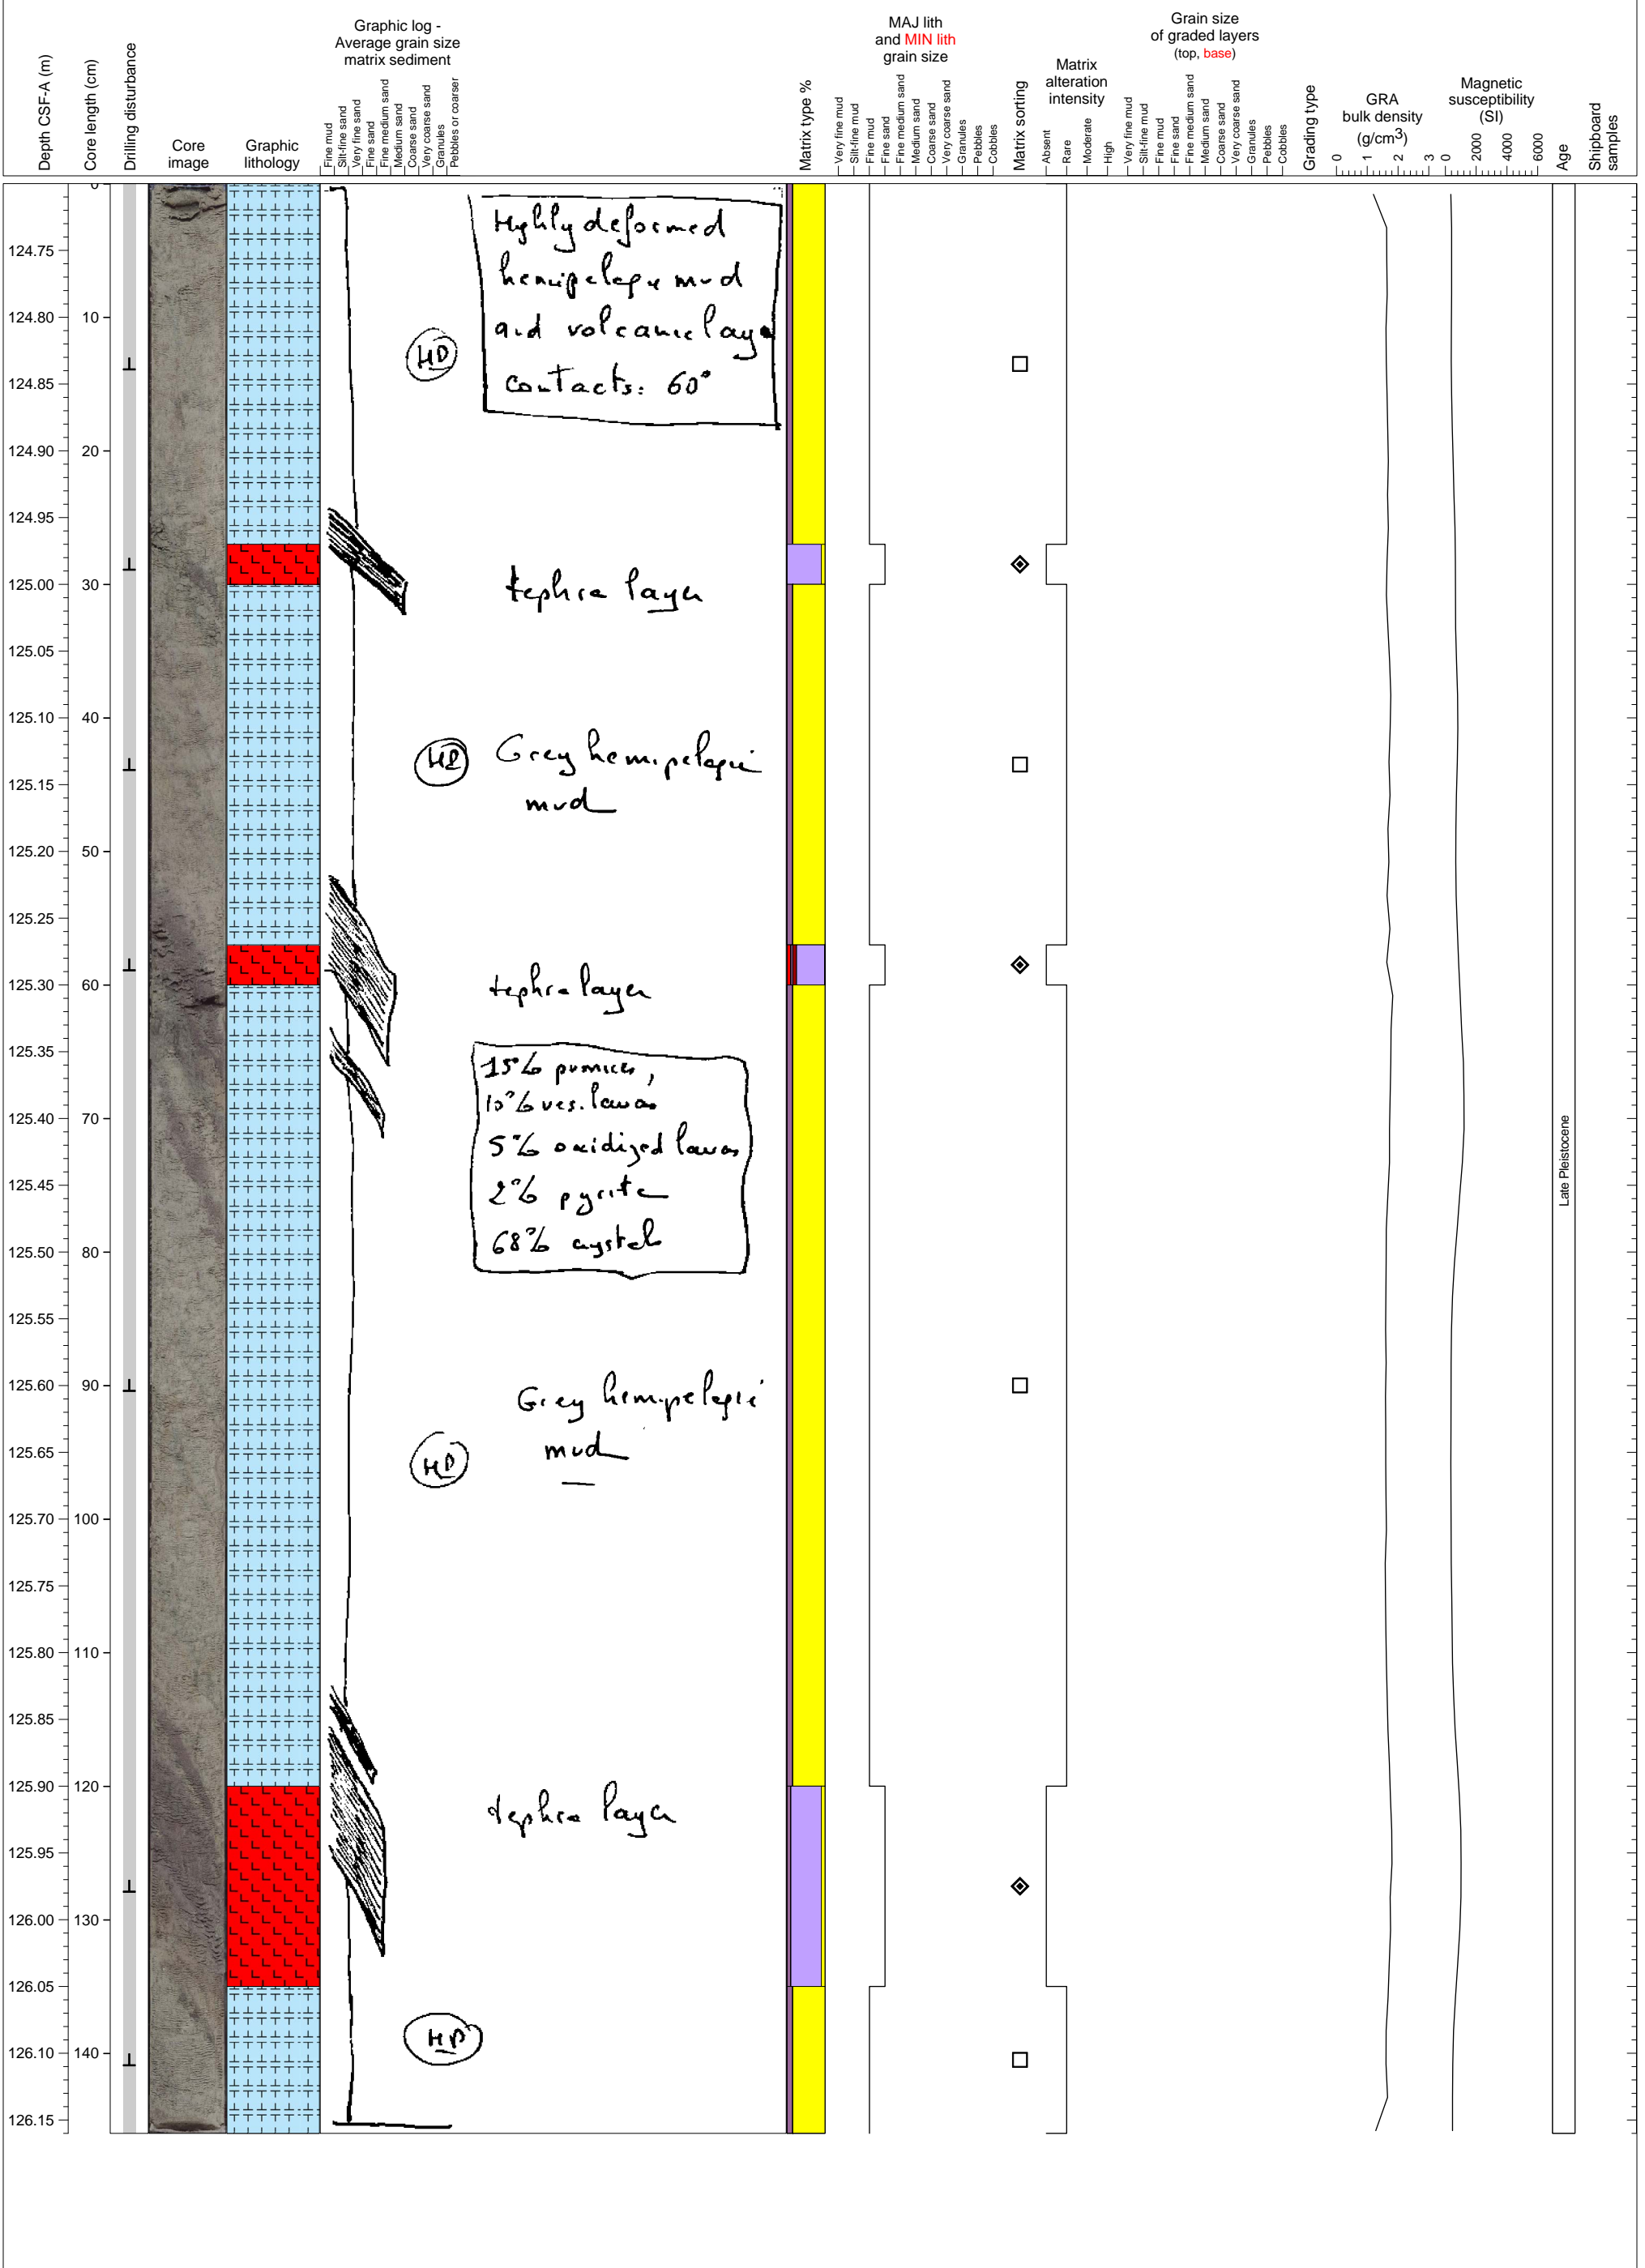 Depth CSF-A (m)
Core length (cm)
Drilling disturbance
Core
image
Graphic
lithology
Graphic log -
Average grain size
matrix sediment
Fine mud
Silt-fine sand
Very fine sand
Fine sand
Fine medium sand
Medium sand
Coarse sand
Very coarse sand
Granules
Pebbles or coarser
Matrix type %
MAJ lith
and MIN lith
grain size
Very fine mud
Silt-fine mud
Fine mud
Fine sand
Fine medium sand
Medium sand
Coarse sand
Very coarse sand
Granules
Pebbles
Cobbles
Matrix sorting
Matrix
alteration
intensity
Absent
Rare
Moderate
High
Grain size
of graded layers
(top, base)
Very fine mud
Silt-fine mud
Fine mud
Fine sand
Fine medium sand
Medium sand
Coarse sand
Very coarse sand
Granules
Pebbles
Cobbles
Grading type
GRA
bulk density
(g/cm3)
0 1 2 3
Magnetic
susceptibility
(SI)
0 2000 4000 6000
Age
Shipboard
samples
0
124.75
124.80
10
124.85
124.90
20
124.95
125.00
30
125.05
125.10
40
125.15
125.20
50
125.25
125.30
60
125.35
125.40
70
125.45
125.50
80
125.55
125.60
90
125.65
125.70
100
125.75
125.80
110
125.85
125.90
120
125.95
126.00
130
126.05
126.10
140
126.15
Highly deformed
hemipelagic mud
and volcanic laye
contacts: 60°
HD
tephra layer
HD
Grey hemipelagic
mud
tephra layer
15% pumices,
10% ves. lavas
5% oxidized lavas
2% pyrite
68% crystals
Grey hemipelagic
mud
HD
tephra layer
HD
Late Pleistocene